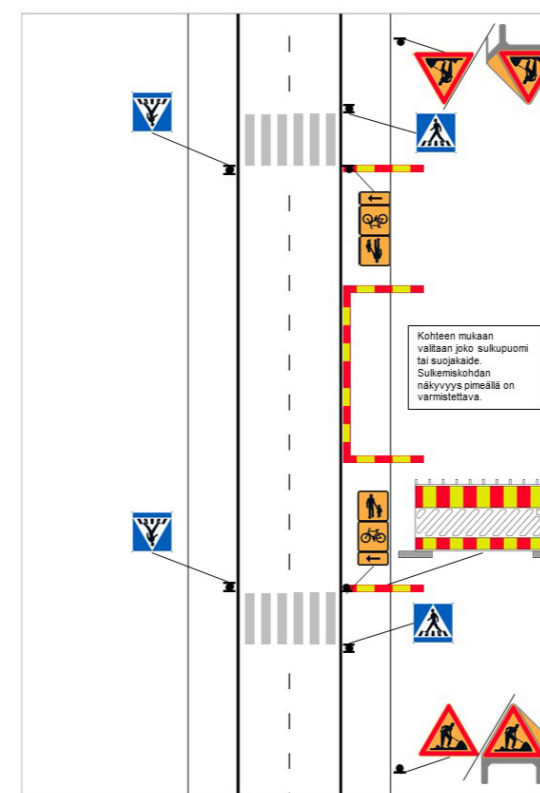 Kohteen mukaan
valitaan joko sulkupuomi
tai suojakaide.
Sulkemiskohdan
näkyvyys pimeällä on
varmistettava.